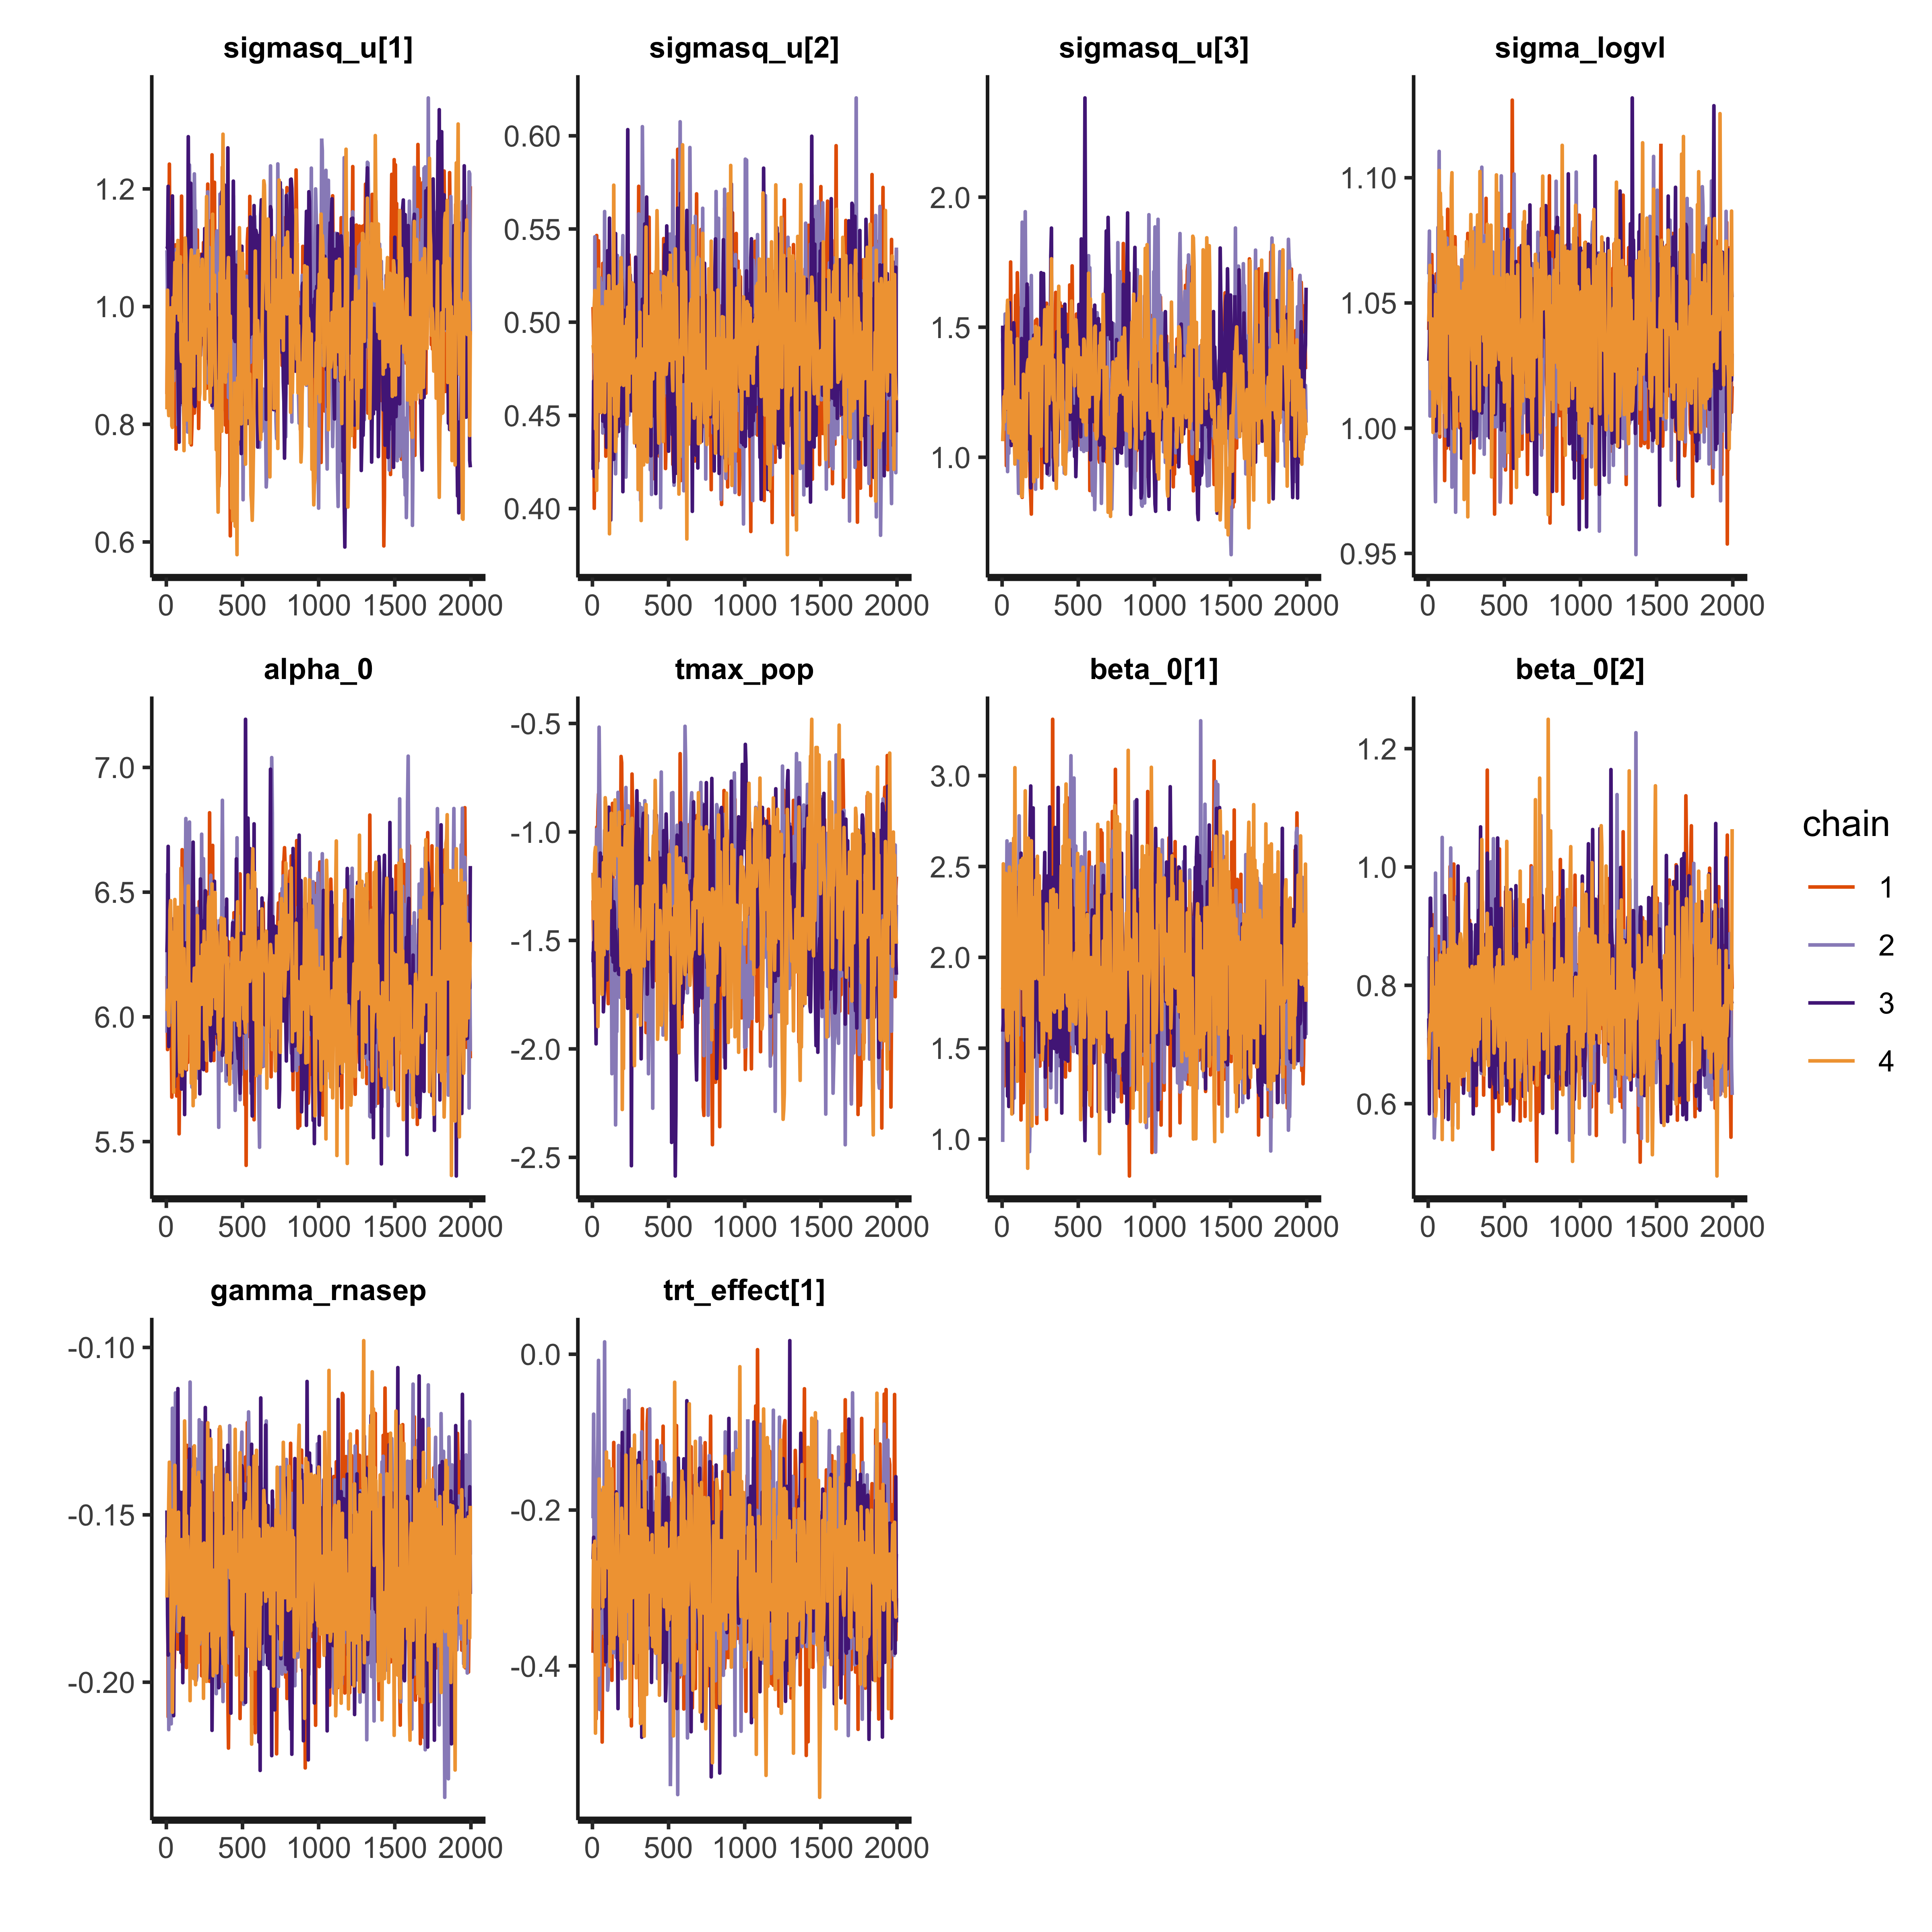 sigmasq_u[1] sigmasq_u[2] sigmasq_u[3] sigma_logvl
1.2 1.0 0.8 0.6
0.60 0.55 0.50 0.45 0.40
2.0 1.5 1.0
1.10 1.05 1.00 0.95
0 500 1000 1500 2000 0 500 1000 1500 2000 0 500 1000 1500 2000 0 500 1000 1500 2000
alpha_0 tmax_pop beta_0[1] beta_0[2]
7.0 6.5 6.0 5.5
-0.5 -1.0 -1.5 -2.0 -2.5
3.0 2.5 2.0 1.5 1.0
1.2 1.0 0.8 0.6
0 500 1000 1500 2000 0 500 1000 1500 2000 0 500 1000 1500 2000 0 500 1000 1500 2000
gamma_rnasep trt_effect[1]
-0.10 -0.15 -0.20
0.0 -0.2 -0.4
0 500 1000 1500 2000 0 500 1000 1500 2000
chain
1
2
3
4